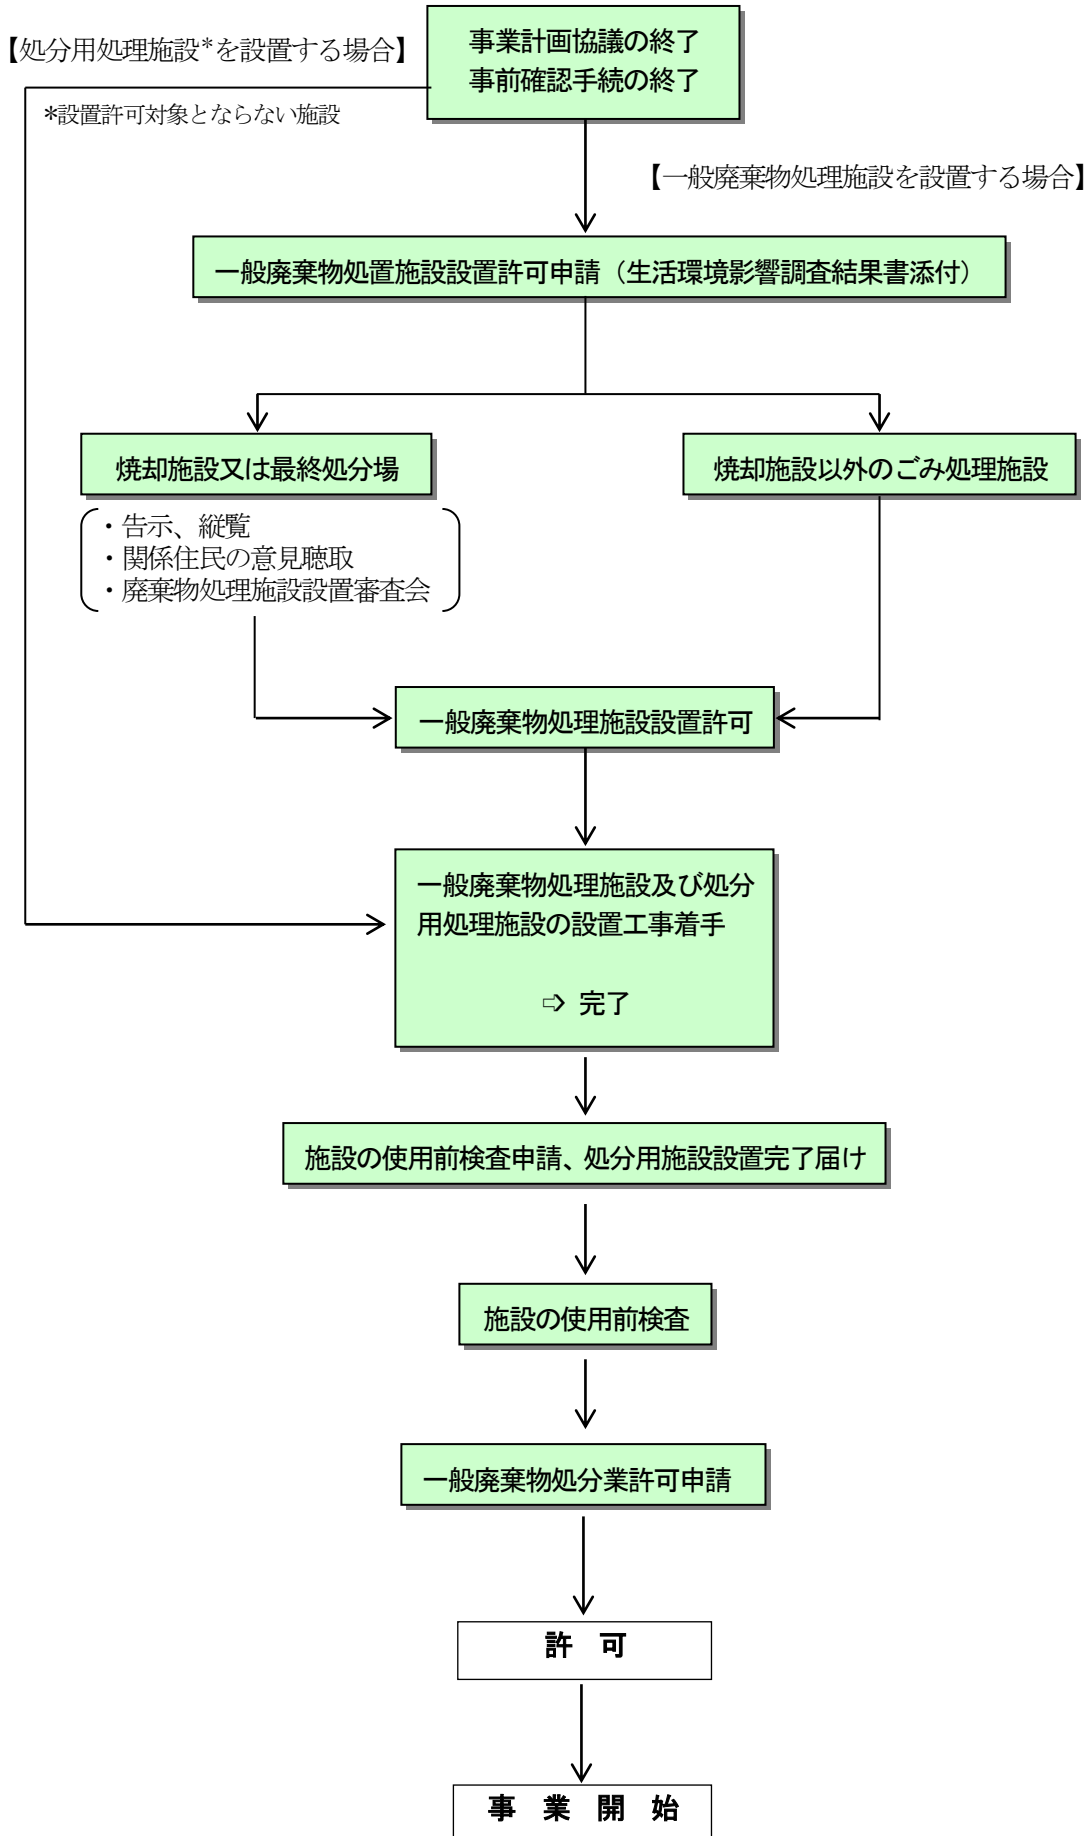 【処分用処理施設*を設置する場合】
事業計画協議の終了
事前確認手続の終了
*設置許可対象とならない施設
【一般廃棄物処理施設を設置する場合】
一般廃棄物処置施設設置許可申請（生活環境影響調査結果書添付）
焼却施設又は最終処分場
焼却施設以外のごみ処理施設
・告示、縦覧
・関係住民の意見聴取
・廃棄物処理施設設置審査会
一般廃棄物処理施設設置許可
一般廃棄物処理施設及び処分
用処理施設の設置工事着手
⇨ 完了
施設の使用前検査申請、処分用施設設置完了届け
施設の使用前検査
一般廃棄物処分業許可申請
許　可
事　業　開　始